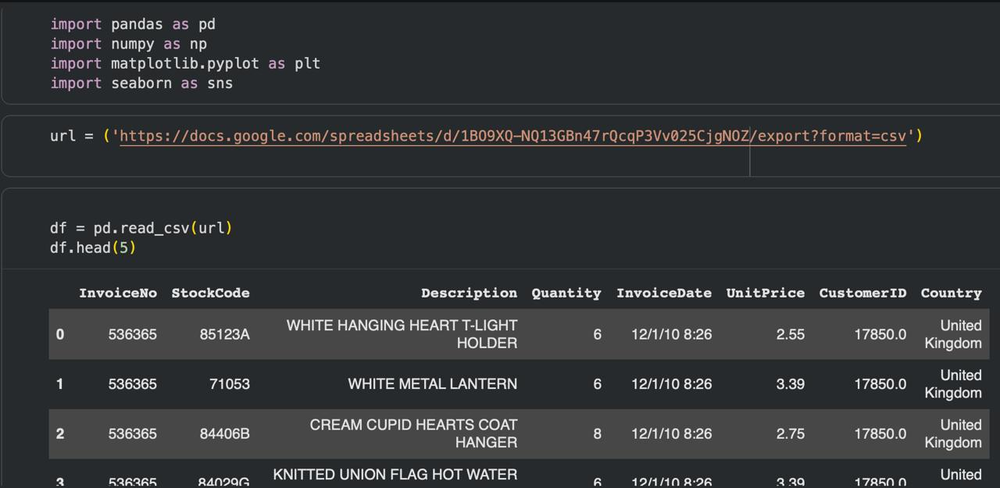 import pandas as pd
import numpy as np
import matplotlib.pyplot as plt
import seaborn as sns
url = ('https://docs.google.com/spreadsheets/d/1BO9XQ-NQ13GBn47rQcqP3Vv025CjgNOZ/export?format=csv')
df = pd.read_csv(url)
df.head(5)
InvoiceNo StockCode Description Quantity InvoiceDate UnitPrice CustomerID Country
0 536365 85123A WHITE HANGING HEART T-LIGHT HOLDER 6 12/1/10 8:26 2.55 17850.0 United Kingdom
1 536365 71053 WHITE METAL LANTERN 6 12/1/10 8:26 3.39 17850.0 United Kingdom
2 536365 84406B CREAM CUPID HEARTS COAT HANGER 8 12/1/10 8:26 2.75 17850.0 United Kingdom
3 536365 84029G KNITTED UNION FLAG HOT WATER 6 12/1/10 8:26 3.39 17850.0 United